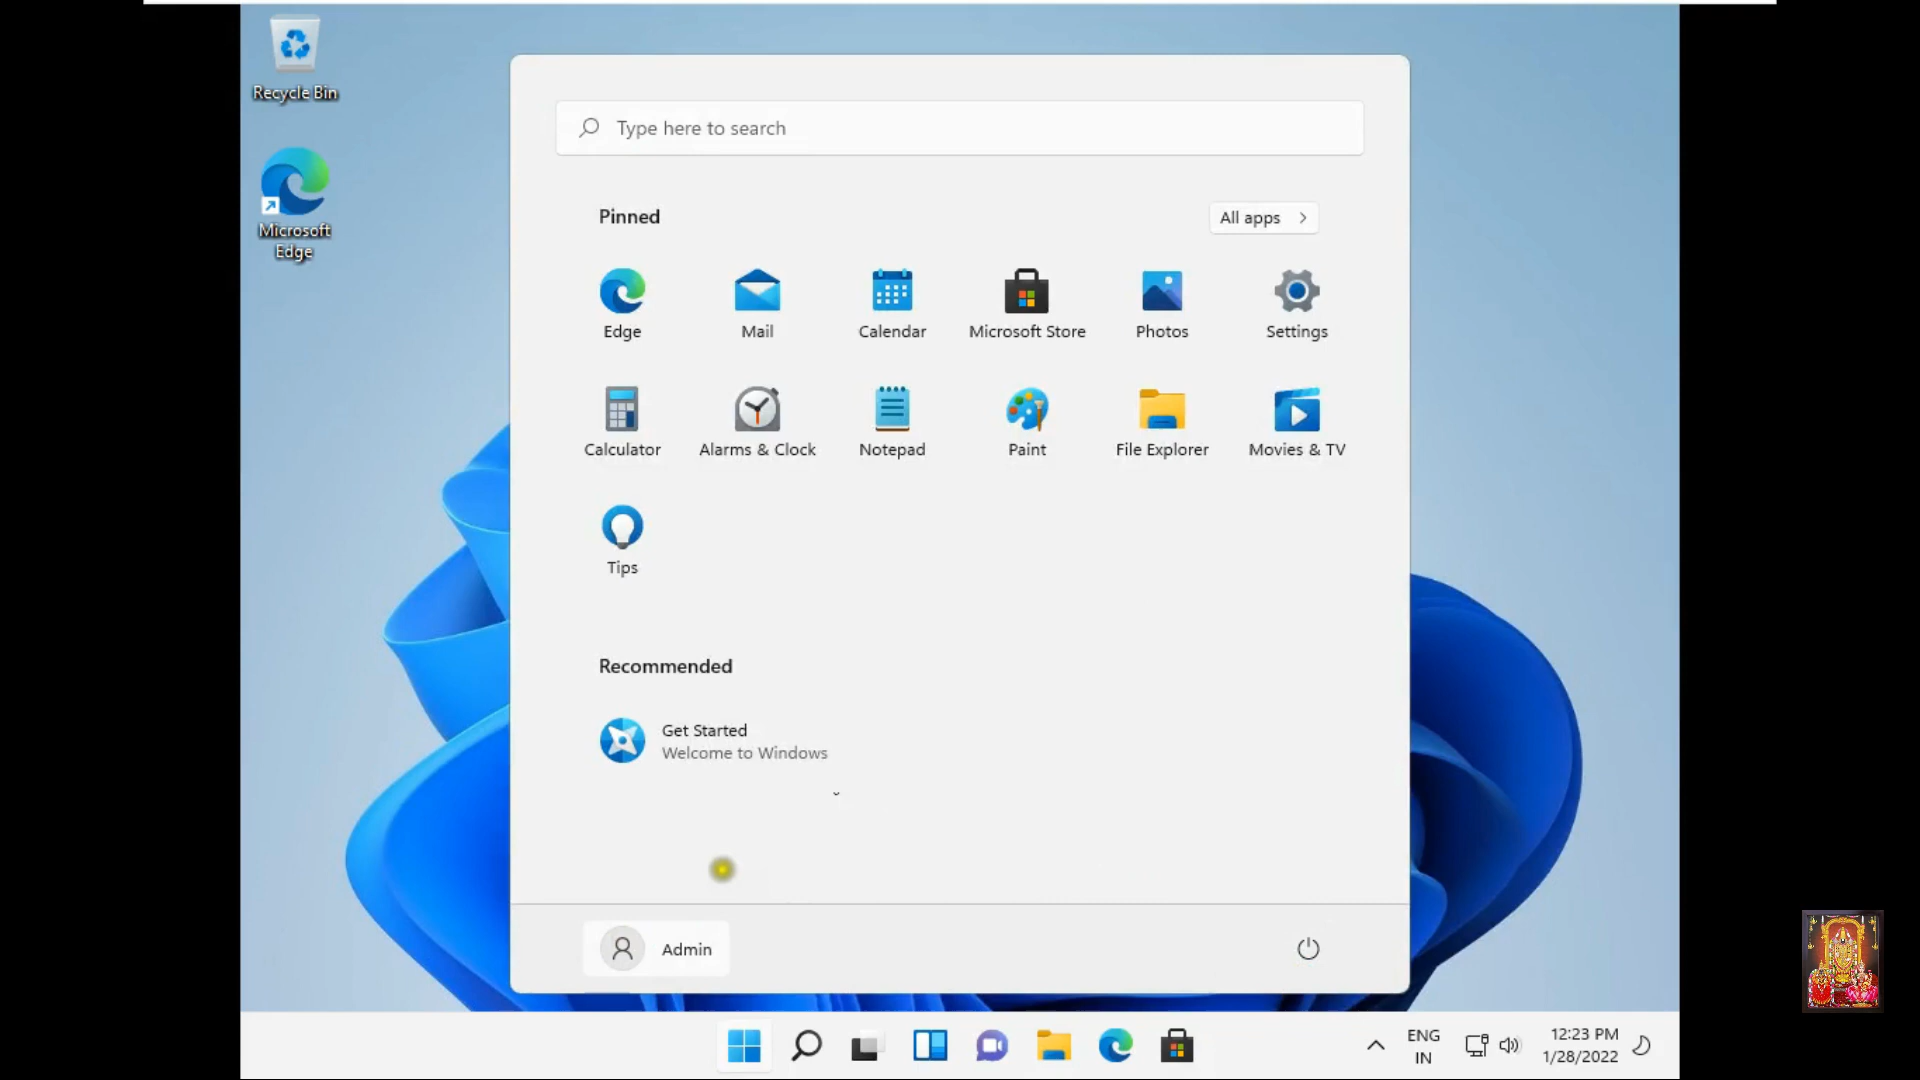 Recycle Bin
Microsoft
Edge
Type here to search
Pinned
All apps
Edge
Mail
Calendar
Microsoft Store
Photos
Settings
Calculator
Alarms & Clock
Notepad
Paint
File Explorer
Movies & TV
Tips
Recommended
Get Started
Welcome to Windows
Admin
ENG
IN
12:23 PM
1/28/2022